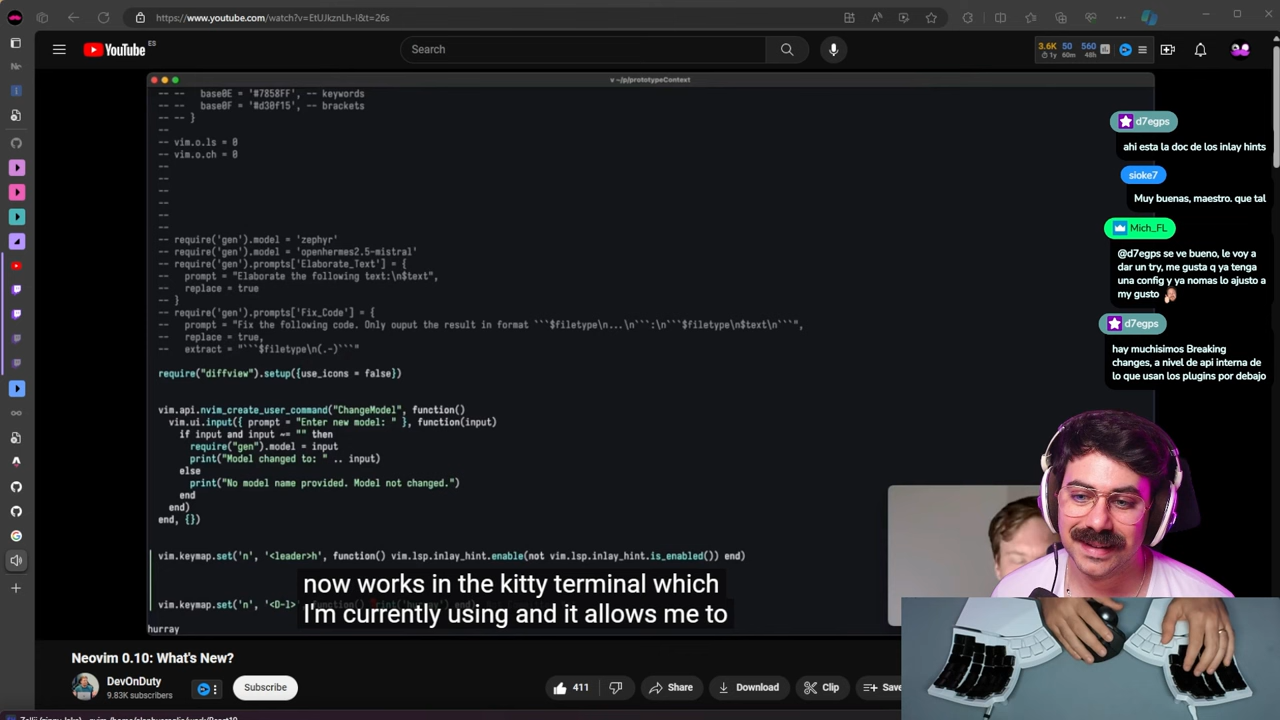 https://www.youtube.com/watch?v=EtUJkznLh-I&t=26s
YouTube ES
Search
3.6K 50 560
1y 60m 48h
v ~/p/prototypeContext
-- -- base0E = '#7858FF', -- keywords
-- -- base0F = '#d30f15', -- brackets
-- -- }
--
-- vim.o.ls = 0
-- vim.o.ch = 0
--
--
--
--
--
--
-- require('gen').model = 'zephyr'
-- require('gen').model = 'openhermes2.5-mistral'
-- require('gen').prompts['Elaborate_Text'] = {
--   prompt = "Elaborate the following text:\n$text",
--   replace = true
-- }
-- require('gen').prompts['Fix_Code'] = {
--   prompt = "Fix the following code. Only ouput the result in format ```$filetype\n...\n```:\n```$filetype\n$text\n```",
--   replace = true,
--   extract = "```$filetype\n(.-)```"
require("diffview").setup({use_icons = false})
vim.api.nvim_create_user_command("ChangeModel", function()
vim.ui.input({ prompt = "Enter new model: " }, function(input)
if input and input ~= "" then
require("gen").model = input
print("Model changed to: " .. input)
else
print("No model name provided. Model not changed.")
end
end)
end, {})
vim.keymap.set('n', '<leader>h', function() vim.lsp.inlay_hint.enable(not vim.lsp.inlay_hint.is_enabled()) end)
now works in the kitty terminal which
vim.keymap.set('n', '<D-l>
I'm currently using and it allows me to
hurray
Neovim 0.10: What's New?
DevOnDuty
9.83K subscribers
Subscribe
411
Share
Download
Clip
Save
d7egps
ahi esta la doc de los inlay hints
sioke7
Muy buenas, maestro. que tal
Mich_FL
@d7egps se ve bueno, le voy a
dar un try, me gusta q ya tenga
una config y ya nomas lo ajusto a
my gusto
d7egps
hay muchisimos Breaking
changes, a nivel de api interna de
lo que usan los plugins por debajo